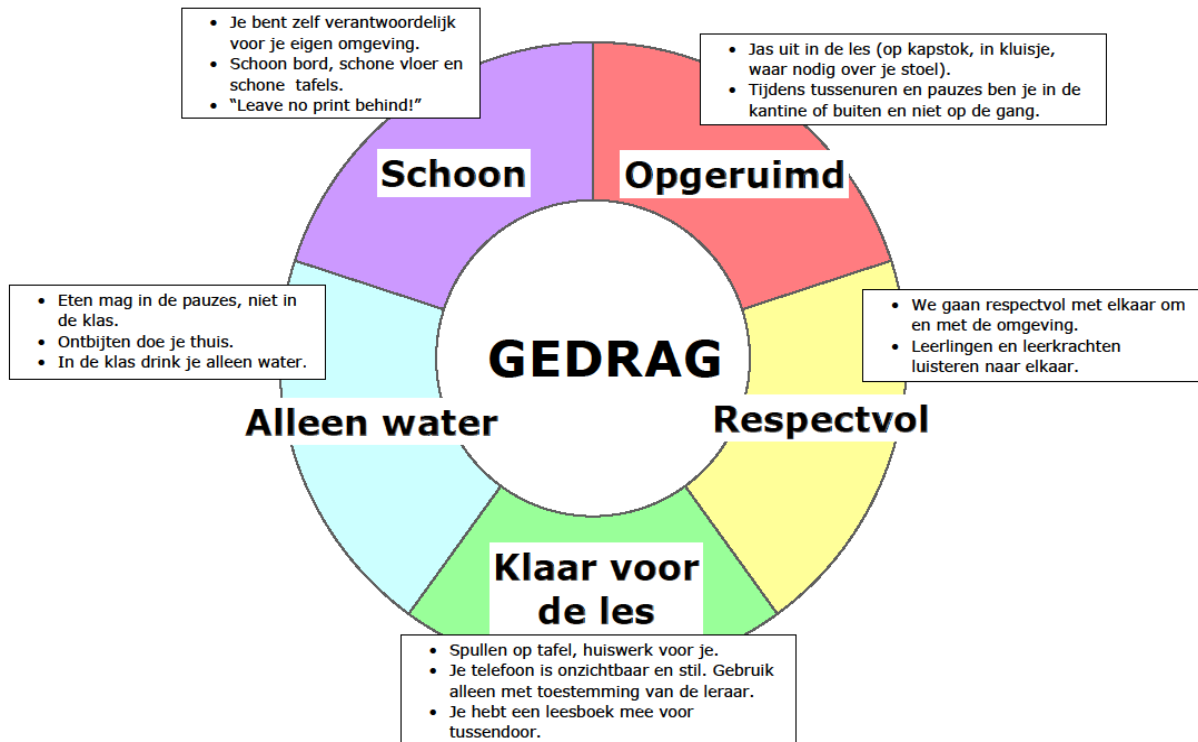 • Je bent zelf verantwoordelijk
voor je eigen omgeving.
• Schoon bord, schone vloer en
schone tafels.
• “Leave no print behind!”
• Jas uit in de les (op kapstok, in kluisje,
waar nodig over je stoel).
• Tijdens tussenuren en pauzes ben je in de
kantine of buiten en niet op de gang.
Schoon
Opgeruimd
• Eten mag in de pauzes, niet in
de klas.
• Ontbijten doe je thuis.
• In de klas drink je alleen water.
• We gaan respectvol met elkaar om
en met de omgeving.
• Leerlingen en leerkrachten
luisteren naar elkaar.
GEDRAG
Alleen water
Respectvol
Klaar voor
de les
• Spullen op tafel, huiswerk voor je.
• Je telefoon is onzichtbaar en stil. Gebruik
alleen met toestemming van de leraar.
• Je hebt een leesboek mee voor
tussendoor.